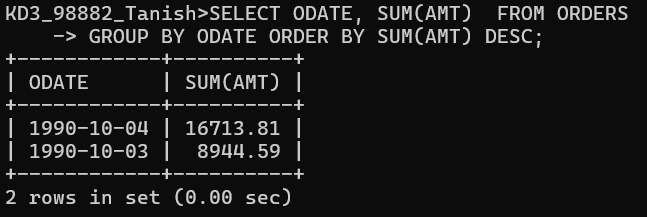 KD3_98882_Tanish>SELECT ODATE, SUM(AMT)  FROM ORDERS
    -> GROUP BY ODATE ORDER BY SUM(AMT) DESC;
+------------+----------+
| ODATE      | SUM(AMT) |
+------------+----------+
| 1990-10-04 | 16713.81 |
| 1990-10-03 |  8944.59 |
+------------+----------+
2 rows in set (0.00 sec)